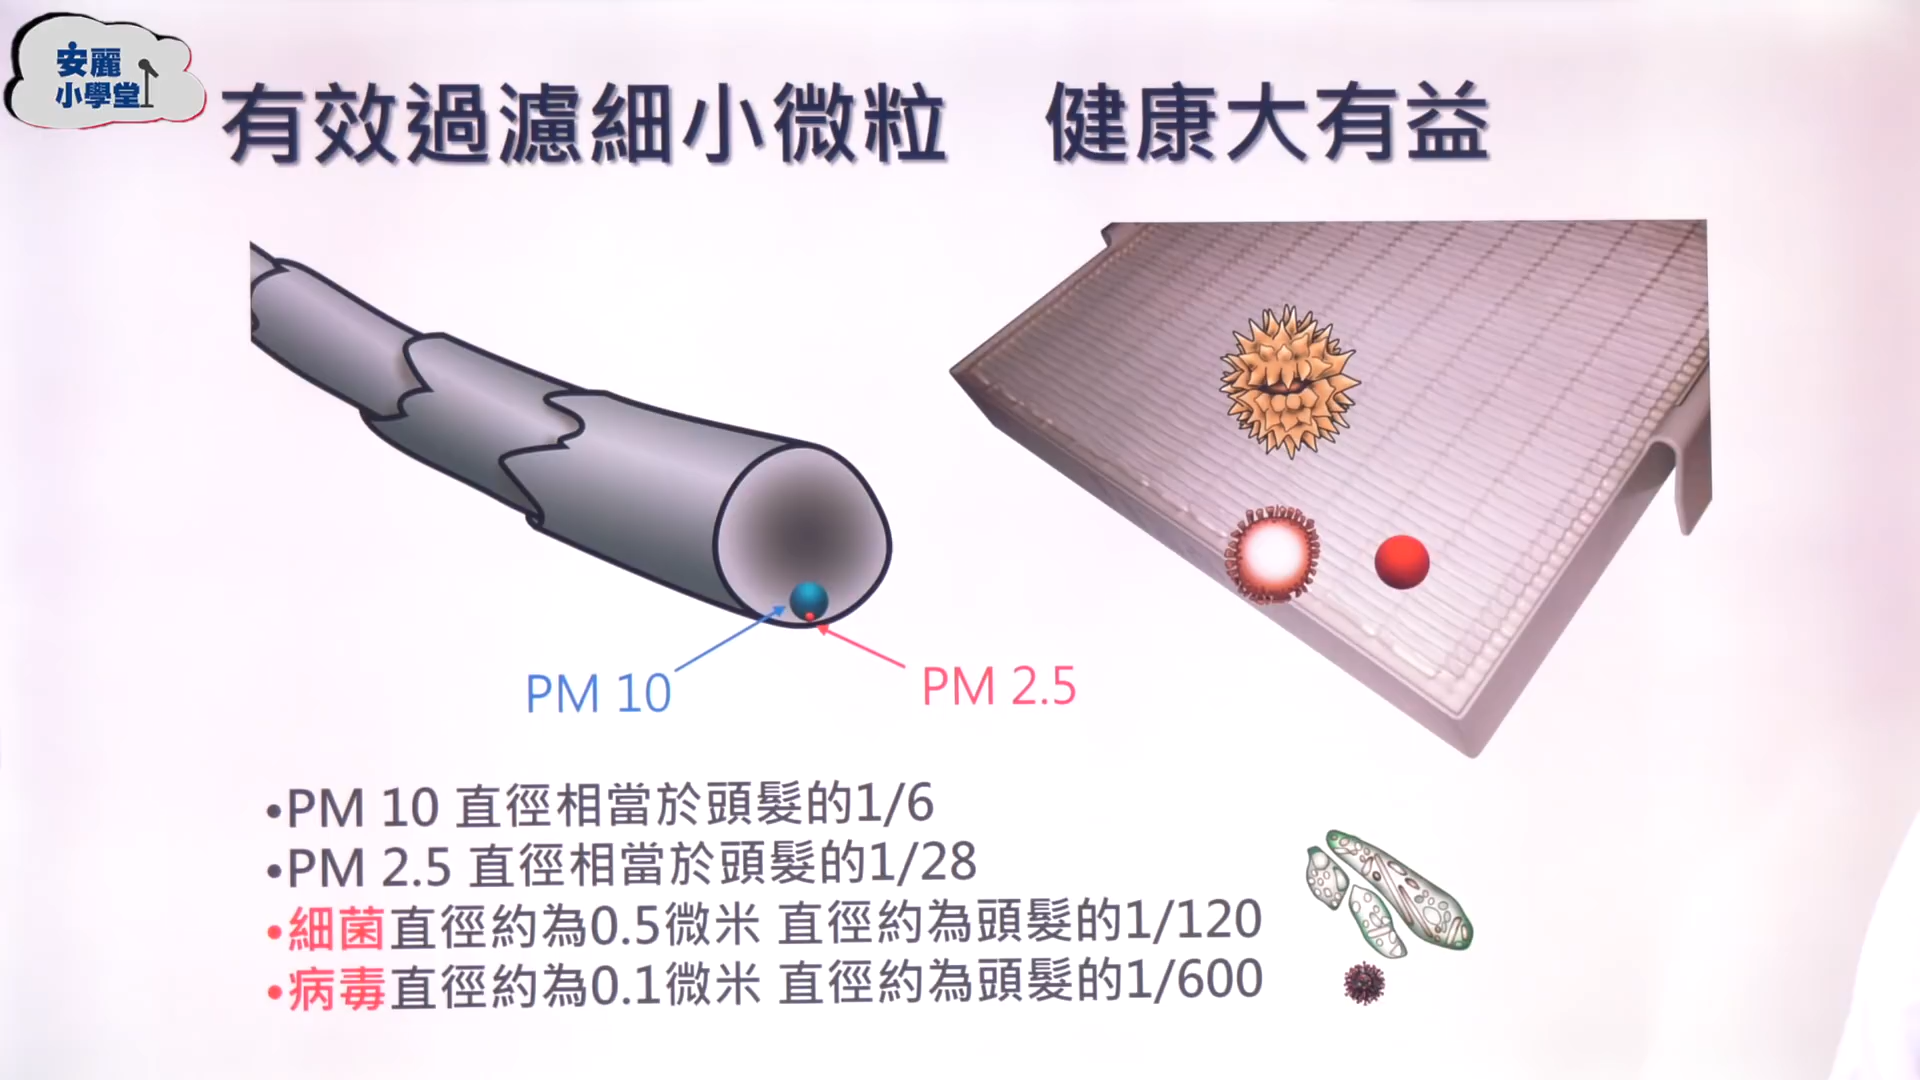 安麗
小學堂
有效過濾細小微粒 健康大有益
PM 10
PM 2.5
•PM 10 直徑相當於頭髮的1/6
•PM 2.5 直徑相當於頭髮的1/28
•細菌直徑約為0.5微米 直徑約為頭髮的1/120
•病毒直徑約為0.1微米 直徑約為頭髮的1/600